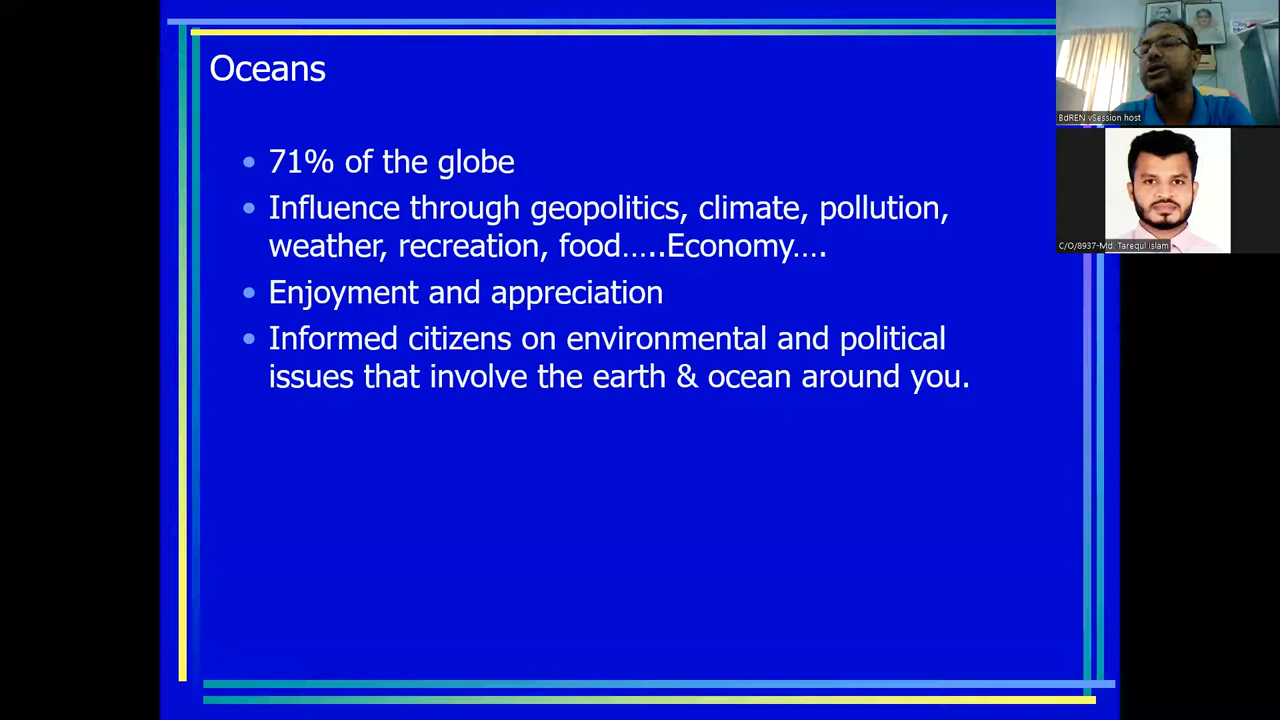 Oceans
71% of the globe
Influence through geopolitics, climate, pollution,
weather, recreation, food…..Economy….
Enjoyment and appreciation
Informed citizens on environmental and political
issues that involve the earth & ocean around you.
BdREN vSession host
C/O/8937-Md. Tarequl Islam